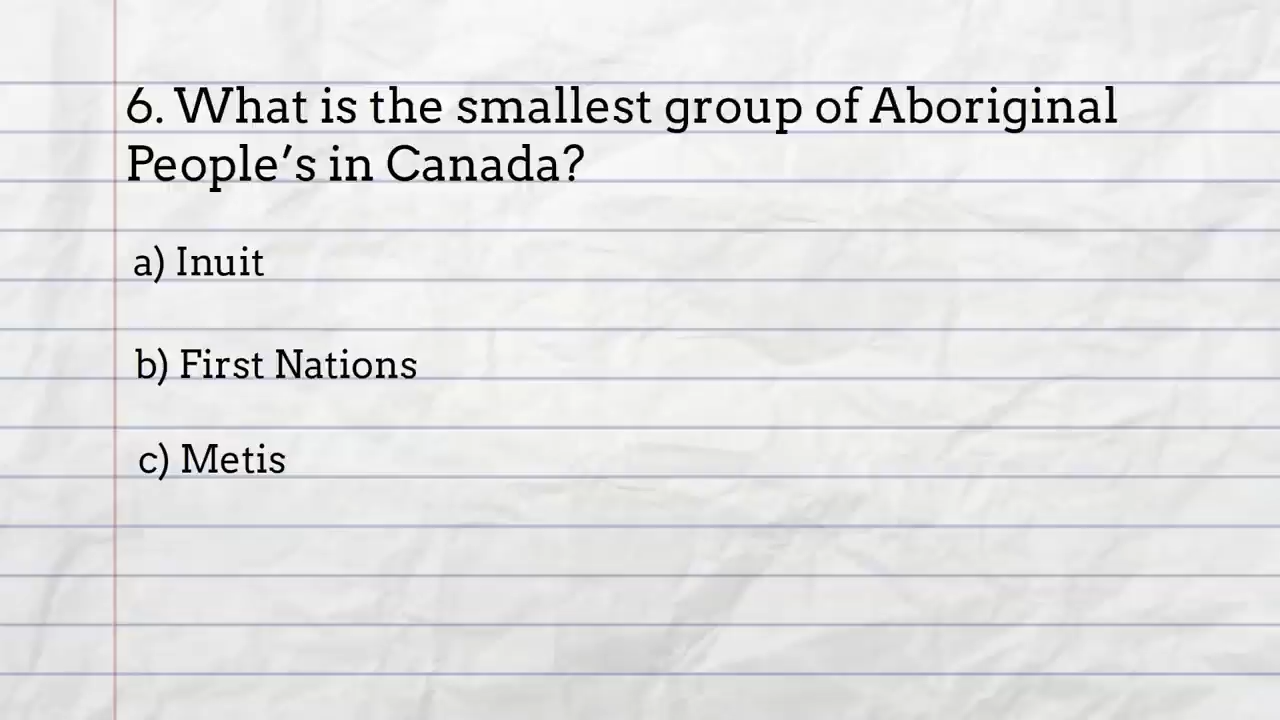 6. What is the smallest group of Aboriginal
People’s in Canada?
a) Inuit
b) First Nations
c) Metis